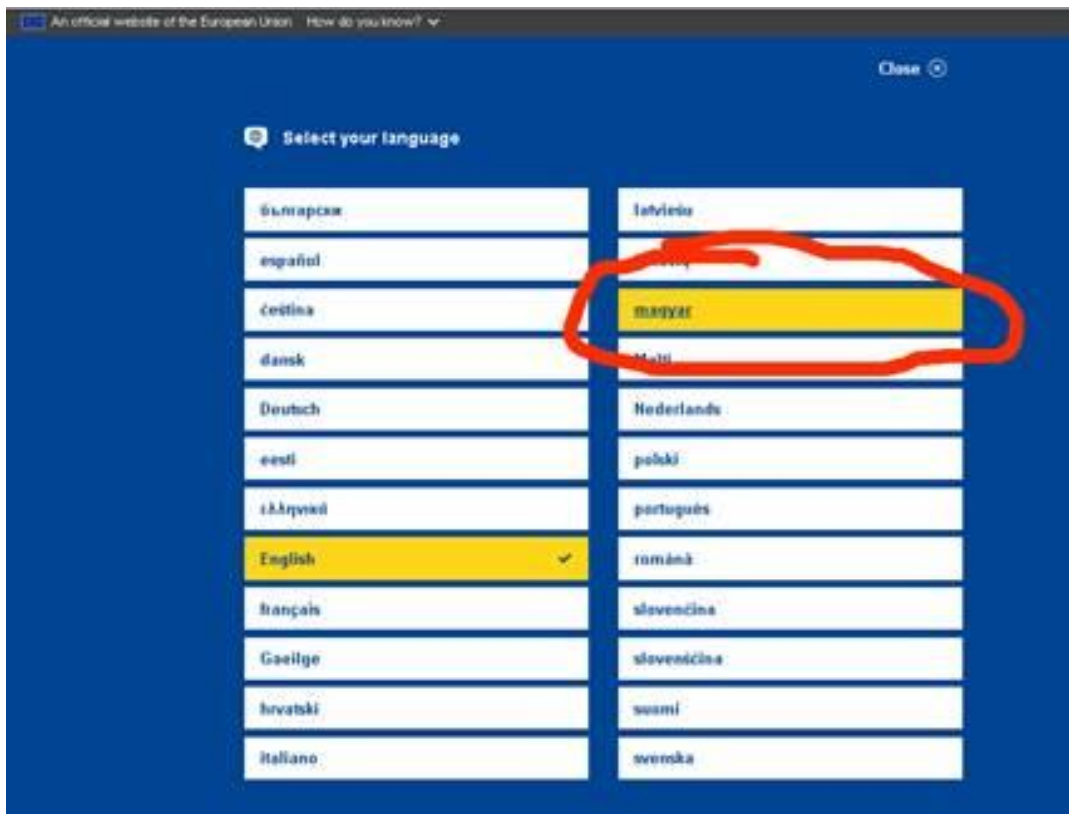 An official website of the European Union How do you know?
Close
Select your language
български
español
čeština
dansk
Deutsch
eesti
ελληνικά
English
français
Gaeilge
hrvatski
italiano
latviešu
magyar
Malti
Nederlands
polski
português
română
slovenčina
slovenščina
suomi
svenska